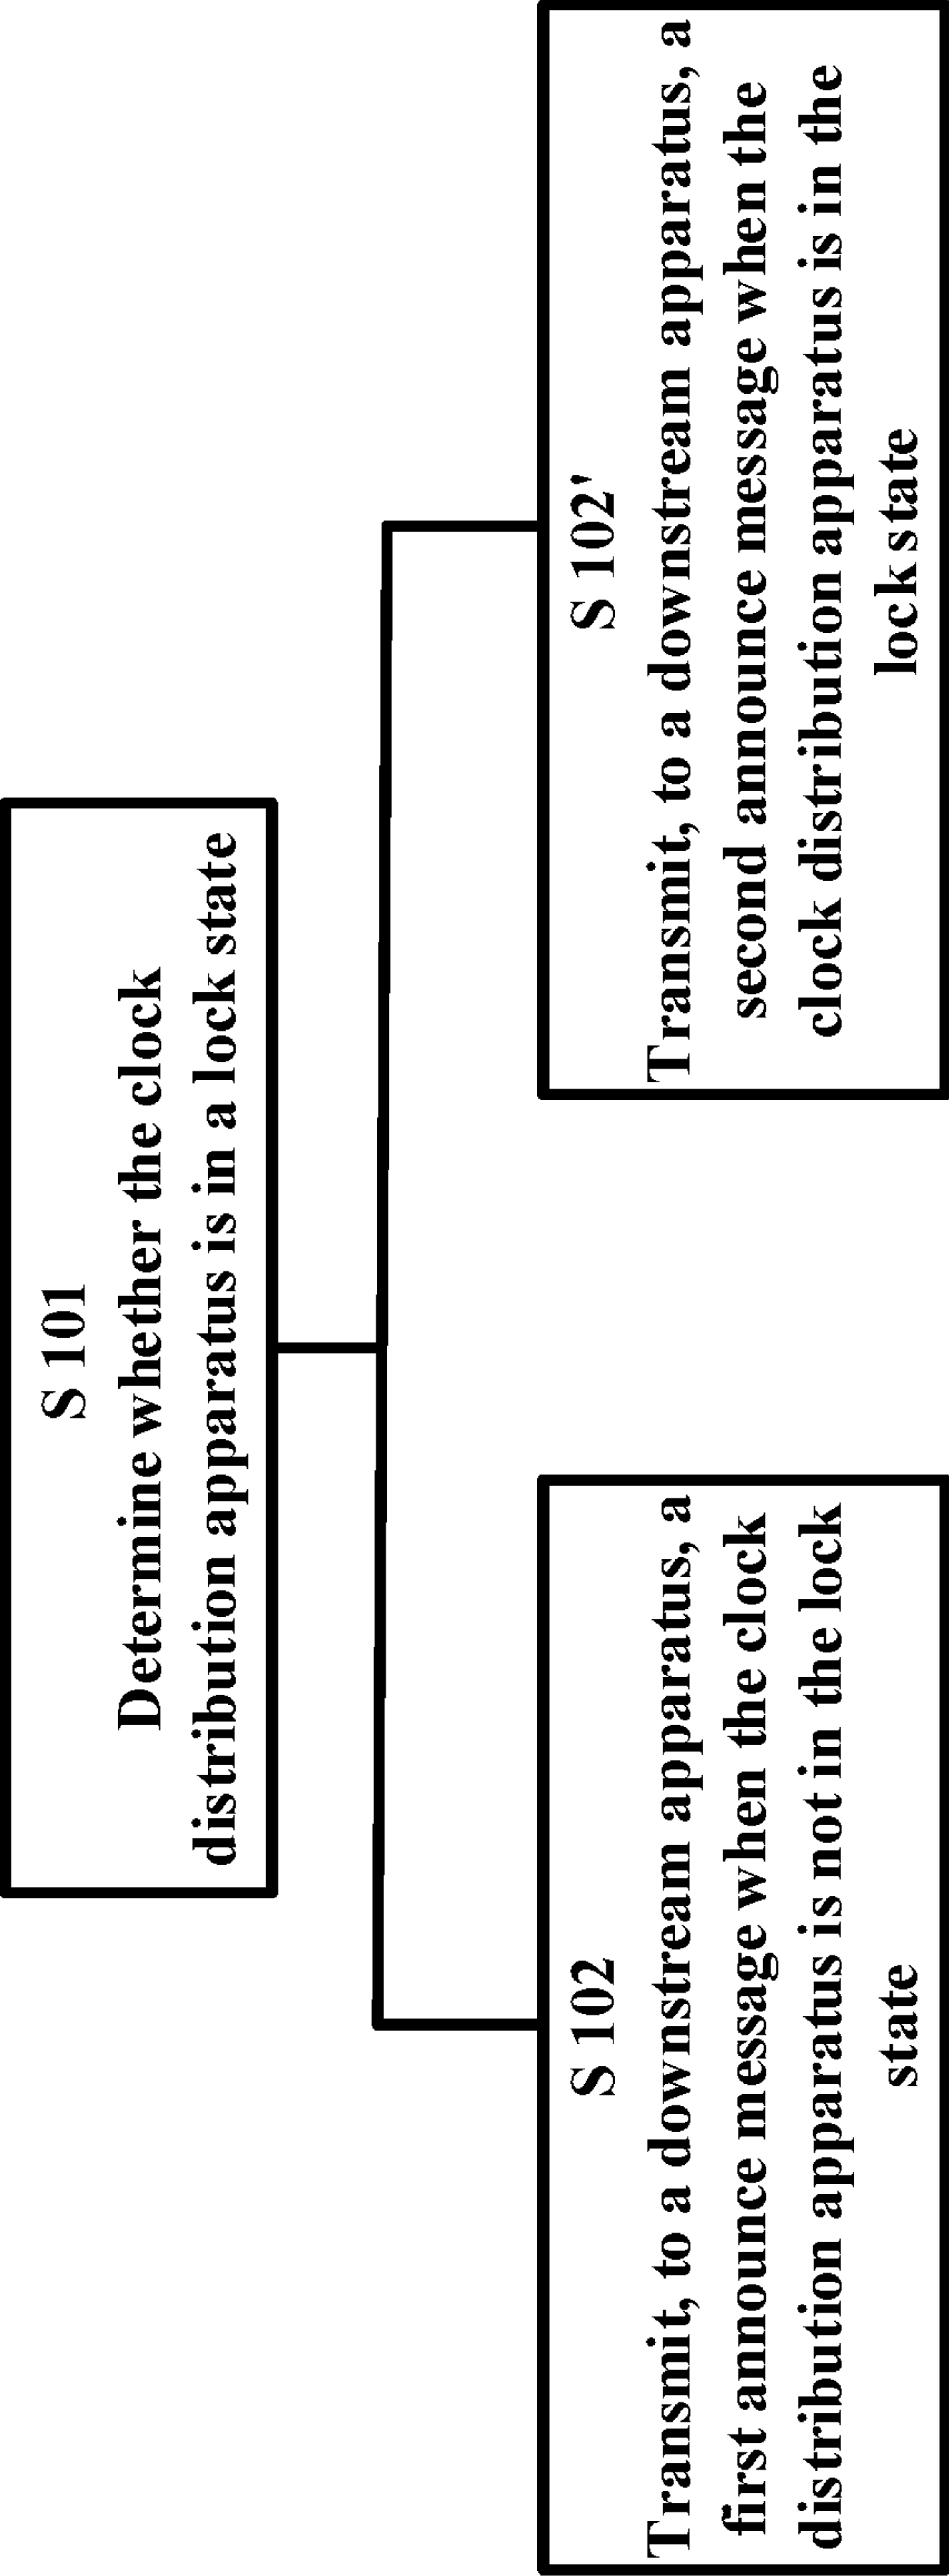 S 101
Determine whether the clock
distribution apparatus is in a lock state
S 102
Transmit, to a downstream apparatus, a
first announce message when the clock
distribution apparatus is not in the lock
state
S 102'
Transmit, to a downstream apparatus, a
second announce message when the
clock distribution apparatus is in the
lock state